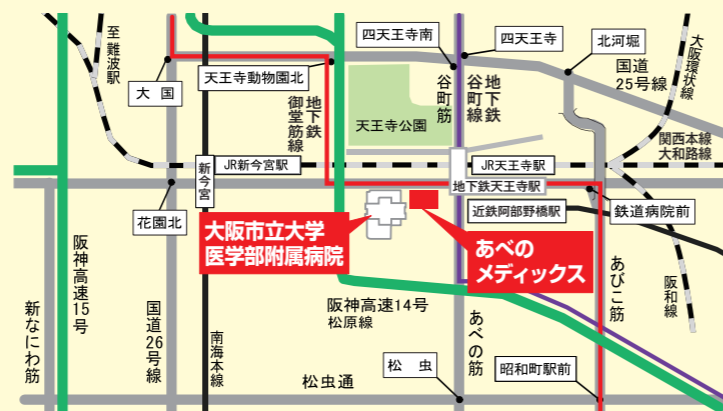 至 難波駅
大国
天王寺動物園北
地下鉄
御堂筋線
四天王寺南
四天王寺
北河堀
国道
25号線
大阪環状線
地下鉄
谷町線
谷町筋
天王寺公園
関西本線
大和路線
新今宮
JR新今宮駅
JR天王寺駅
地下鉄天王寺駅
花園北
近鉄阿部野橋駅
鉄道病院前
大阪市立大学
医学部附属病院
あべの
メディックス
阪神高速15号
新なにわ筋
国道26号線
南海本線
阪神高速14号
松原線
あべの筋
あびこ筋
阪和線
松虫通
松虫
昭和町駅前